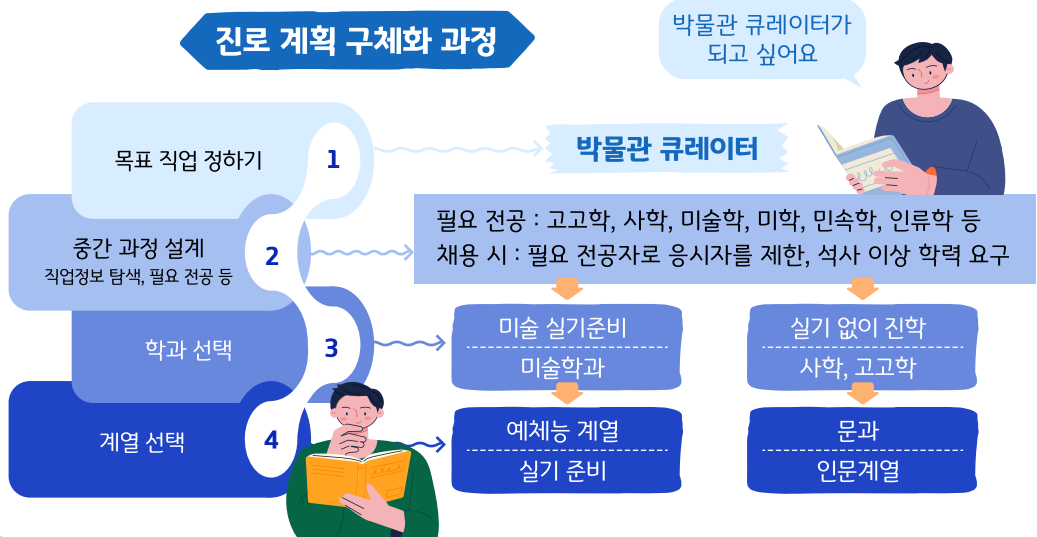 진로 계획 구체화 과정
박물관 큐레이터가
되고 싶어요
목표 직업 정하기
1
박물관 큐레이터
중간 과정 설계
직업정보 탐색, 필요 전공 등
2
필요 전공 : 고고학, 사학, 미술학, 미학, 민속학, 인류학 등
채용 시 : 필요 전공자로 응시자를 제한, 석사 이상 학력 요구
학과 선택
3
미술 실기준비
미술학과
실기 없이 진학
사학, 고고학
계열 선택
4
예체능 계열
실기 준비
문과
인문계열